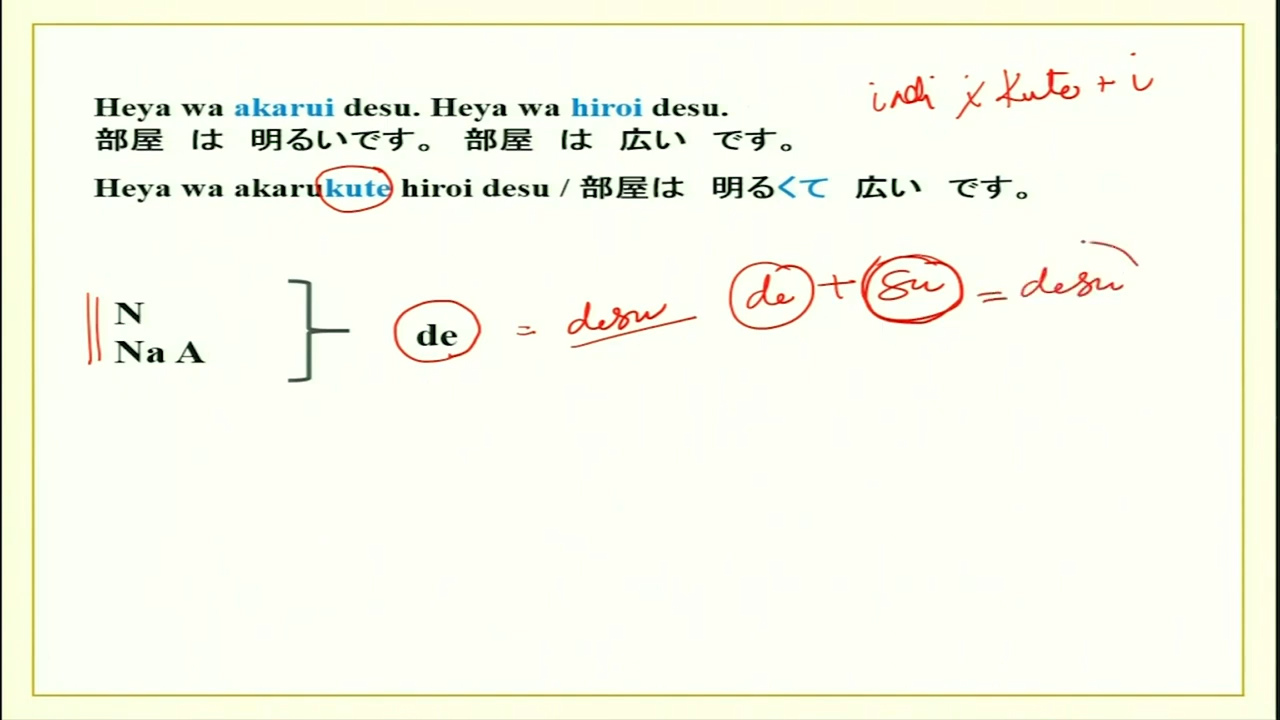 Heya wa akarui desu. Heya wa hiroi desu.
部屋 は 明るいです。 部屋 は 広い です。
Heya wa akarukute hiroi desu / 部屋は 明るくて 広い です。
kute + i
N
Na A
de = desu de + su = desu